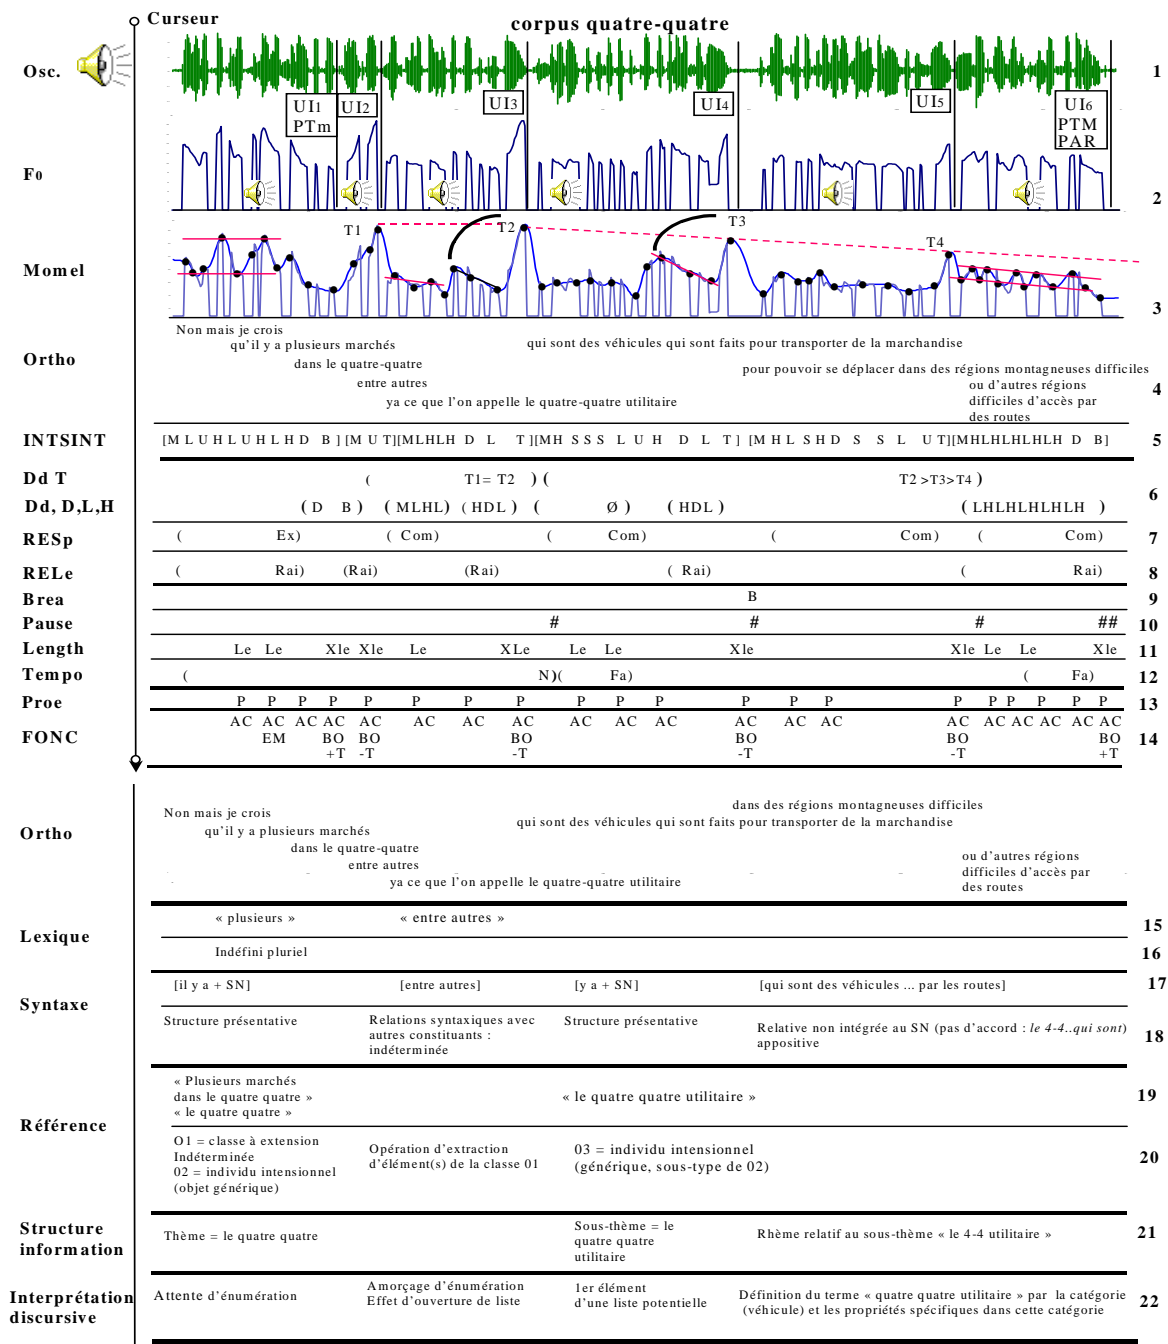 Curseur
corpus quatre-quatre
Osc.
1
UI1
PTm
UI2
UI3
UI4
UI5
UI6
PTM
PAR
F0
2
T1
T2
T3
T4
Momel
3
Non mais je crois
qu'il y a plusieurs marchés
qui sont des véhicules qui sont faits pour transporter de la marchandise
Ortho
dans le quatre-quatre
pour pouvoir se déplacer dans des régions montagneuses difficiles
entre autres
ou d'autres régions
4
ya ce que l'on appelle le quatre-quatre utilitaire
difficiles d'accès par
des routes
INTSINT
[M L U H L U H L H D B ] [M U T][MLHLH D L T][MH S S S L U H D L T ] [M H L S H D S S L U T][MHLHLHLHLH D B]
5
Dd T
( T1= T2 ) ( T2 >T3>T4 )
6
Dd, D,L,H
( D B ) ( MLHL) ( HDL ) ( Ø ) ( HDL ) ( LHLHLHLHLH )
RESp
( Ex) ( Com) ( Com) ( Com) ( Com)
7
RELe
( Rai) (Rai) (Rai) ( Rai) ( Rai)
8
Brea
B
9
Pause
# # # ##
10
Length
Le Le Xle Xle Le XLe Le Le Xle Xle Le Le Xle
11
Tempo
( N)( Fa) ( Fa)
12
Proe
P P P P P P P P P P P P P P P P P P P P
13
AC AC AC AC AC AC AC AC AC AC AC AC AC AC AC AC AC AC AC AC
FONC
EM BO BO BO BO BO BO
14
+T -T -T -T -T +T
dans des régions montagneuses difficiles
Non mais je crois
qui sont des véhicules qui sont faits pour transporter de la marchandise
Ortho
qu'il y a plusieurs marchés
dans le quatre-quatre
entre autres
ou d'autres régions
difficiles d'accès par
ya ce que l'on appelle le quatre-quatre utilitaire
des routes
« plusieurs »
« entre autres »
15
Lexique
Indéfini pluriel
16
[il y a + SN]
[entre autres]
[y a + SN]
[qui sont des véhicules ... par les routes]
17
Syntaxe
Structure présentative
Relations syntaxiques avec
autres constituants :
indéterminée
Structure présentative
Relative non intégrée au SN (pas d'accord : le 4-4..qui sont)
appositive
18
« Plusieurs marchés
dans le quatre quatre »
« le quatre quatre »
« le quatre quatre utilitaire »
19
Référence
O1 = classe à extension
Indéterminée
02 = individu intensionnel
(objet générique)
Opération d'extraction
d'élément(s) de la classe 01
03 = individu intensionnel
(générique, sous-type de 02)
20
Structure
information
Thème = le quatre quatre
Sous-thème = le
quatre quatre
utilitaire
Rhème relatif au sous-thème « le 4-4 utilitaire »
21
Interprétation
discursive
Attente d'énumération
Amorçage d'énumération
Effet d'ouverture de liste
1er élément
d'une liste potentielle
Définition du terme « quatre quatre utilitaire » par la catégorie
(véhicule) et les propriétés spécifiques dans cette catégorie
22